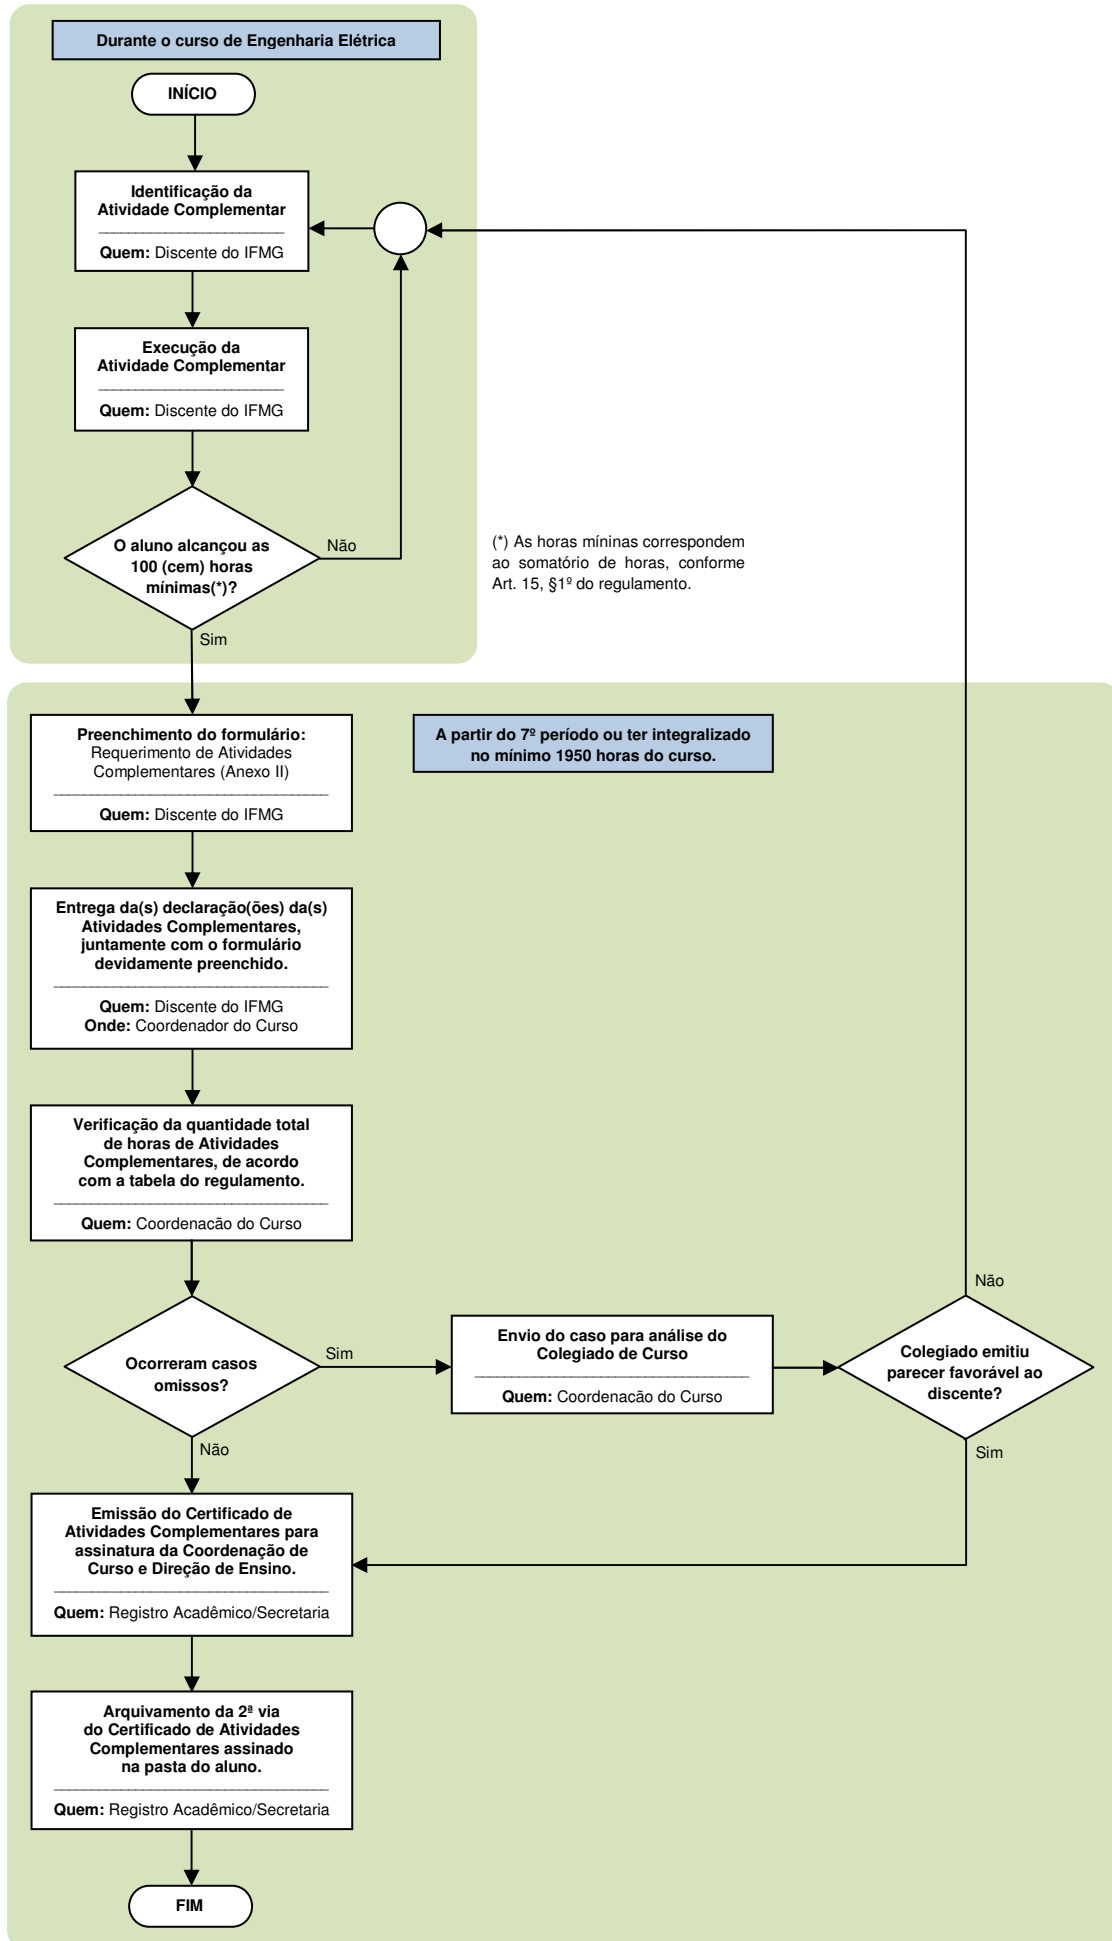 Durante o curso de Engenharia Elétrica
INÍCIO
Identificação da
Atividade Complementar
Quem: Discente do IFMG
Execução da
Atividade Complementar
Quem: Discente do IFMG
O aluno alcançou as
100 (cem) horas
mínimas(*)?
Não
Sim
(*) As horas míninas correspondem
ao somatório de horas, conforme
Art. 15, §1º do regulamento.
Preenchimento do formulário:
Requerimento de Atividades
Complementares (Anexo II)
Quem: Discente do IFMG
A partir do 7º período ou ter integralizado
no mínimo 1950 horas do curso.
Entrega da(s) declaração(ões) da(s)
Atividades Complementares,
juntamente com o formulário
devidamente preenchido.
Quem: Discente do IFMG
Onde: Coordenador do Curso
Verificação da quantidade total
de horas de Atividades
Complementares, de acordo
com a tabela do regulamento.
Quem: Coordenacão do Curso
Ocorreram casos
omissos?
Sim
Não
Envio do caso para análise do
Colegiado de Curso
Quem: Coordenacão do Curso
Não
Colegiado emitiu
parecer favorável ao
discente?
Sim
Emissão do Certificado de
Atividades Complementares para
assinatura da Coordenação de
Curso e Direção de Ensino.
Quem: Registro Acadêmico/Secretaria
Arquivamento da 2ª via
do Certificado de Atividades
Complementares assinado
na pasta do aluno.
Quem: Registro Acadêmico/Secretaria
FIM